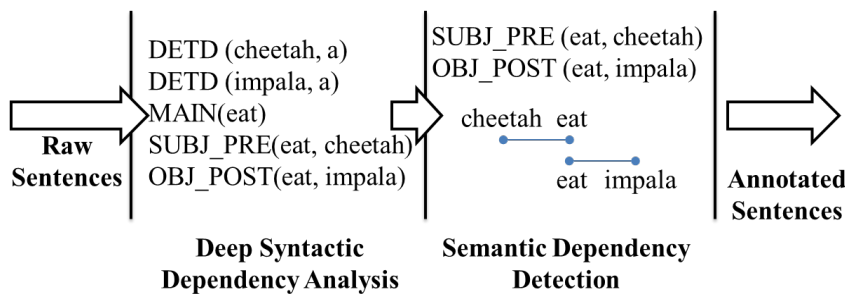 Raw
Sentences
DETD (cheetah, a)
DETD (impala, a)
MAIN(eat)
SUBJ_PRE(eat, cheetah)
OBJ_POST(eat, impala)
Deep Syntactic
Dependency Analysis
SUBJ_PRE (eat, cheetah)
OBJ_POST (eat, impala)
cheetah eat
eat impala
Semantic Dependency
Detection
Annotated
Sentences